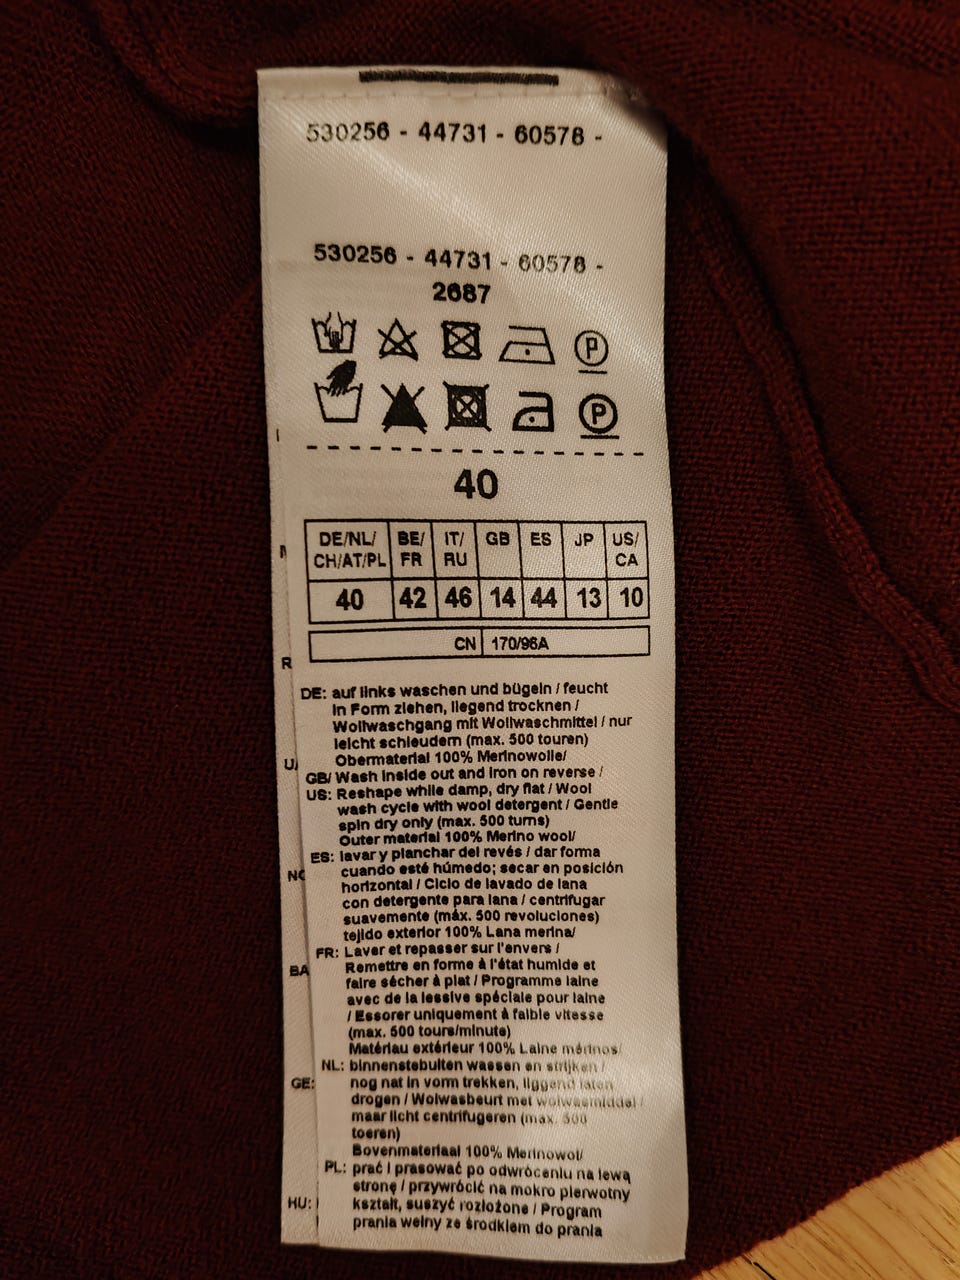 530256 - 44731 - 60578 -
530256 - 44731 - 60578 -
2687
P
P
40
DE/NL/ CH/AT/PL BE/ FR IT/ RU GB ES JP US/ CA
40 42 46 14 44 13 10
CN 170/96A
DE: auf links waschen und bügeln / feucht
in Form ziehen, liegend trocknen /
Wollwaschgang mit Wollwaschmittel / nur
leicht schleudern (max. 500 touren)
Obermaterial 100% Merinowolle/
GB/ Wash inside out and iron on reverse /
US: Reshape while damp, dry flat / Wool
wash cycle with wool detergent / Gentle
spin dry only (max. 500 turns)
Outer material 100% Merino wool/
ES: lavar y planchar del revés / dar forma
cuando esté húmedo; secar en posición
horizontal / Ciclo de lavado de lana
con detergente para lana / centrifugar
suavemente (máx. 500 revoluciones)
tejido exterior 100% Lana merina/
FR: Laver et repasser sur l'envers /
Remettre en forme à l'état humide et
faire sécher à plat / Programme laine
avec de la lessive spéciale pour laine
/ Essorer uniquement à faible vitesse
(max. 500 tours/minute)
Matériau extérieur 100% Laine mérinos/
NL: binnenstebuiten wassen en strijken /
nog nat in vorm trekken, liggend laten
drogen / Wolwasbeurt met wolwasmiddel /
maar licht centrifugeren (max. 500
toeren)
Bovenmateriaal 100% Merinowol/
PL: prać i prasować po odwróceniu na lewą
stronę / przywrócić na mokro pierwotny
kształt, suszyć rozłożone / Program
prania wełny ze środkiem do prania
R
U
BA
GE:
HU: